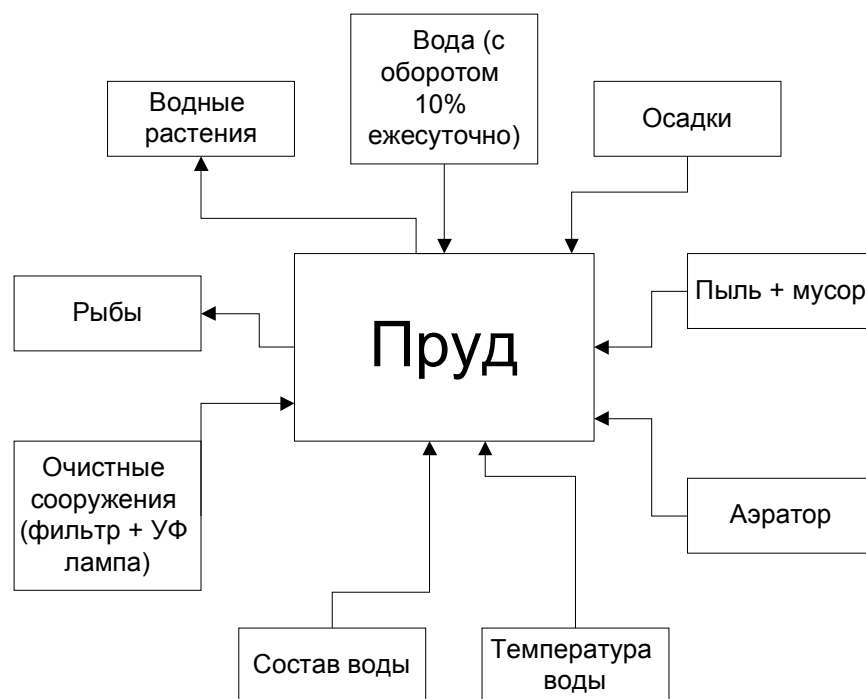 Вода (с
оборотом
10%
ежесуточно)
Водные
растения
Осадки
Рыбы
Пруд
Пыль + мусор
Очистные
сооружения
(фильтр + УФ
лампа)
Аэратор
Состав воды
Температура
воды